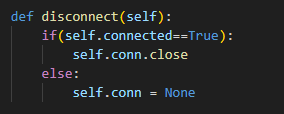 def disconnect(self):
    if(self.connected==True):
        self.conn.close
    else:
        self.conn = None